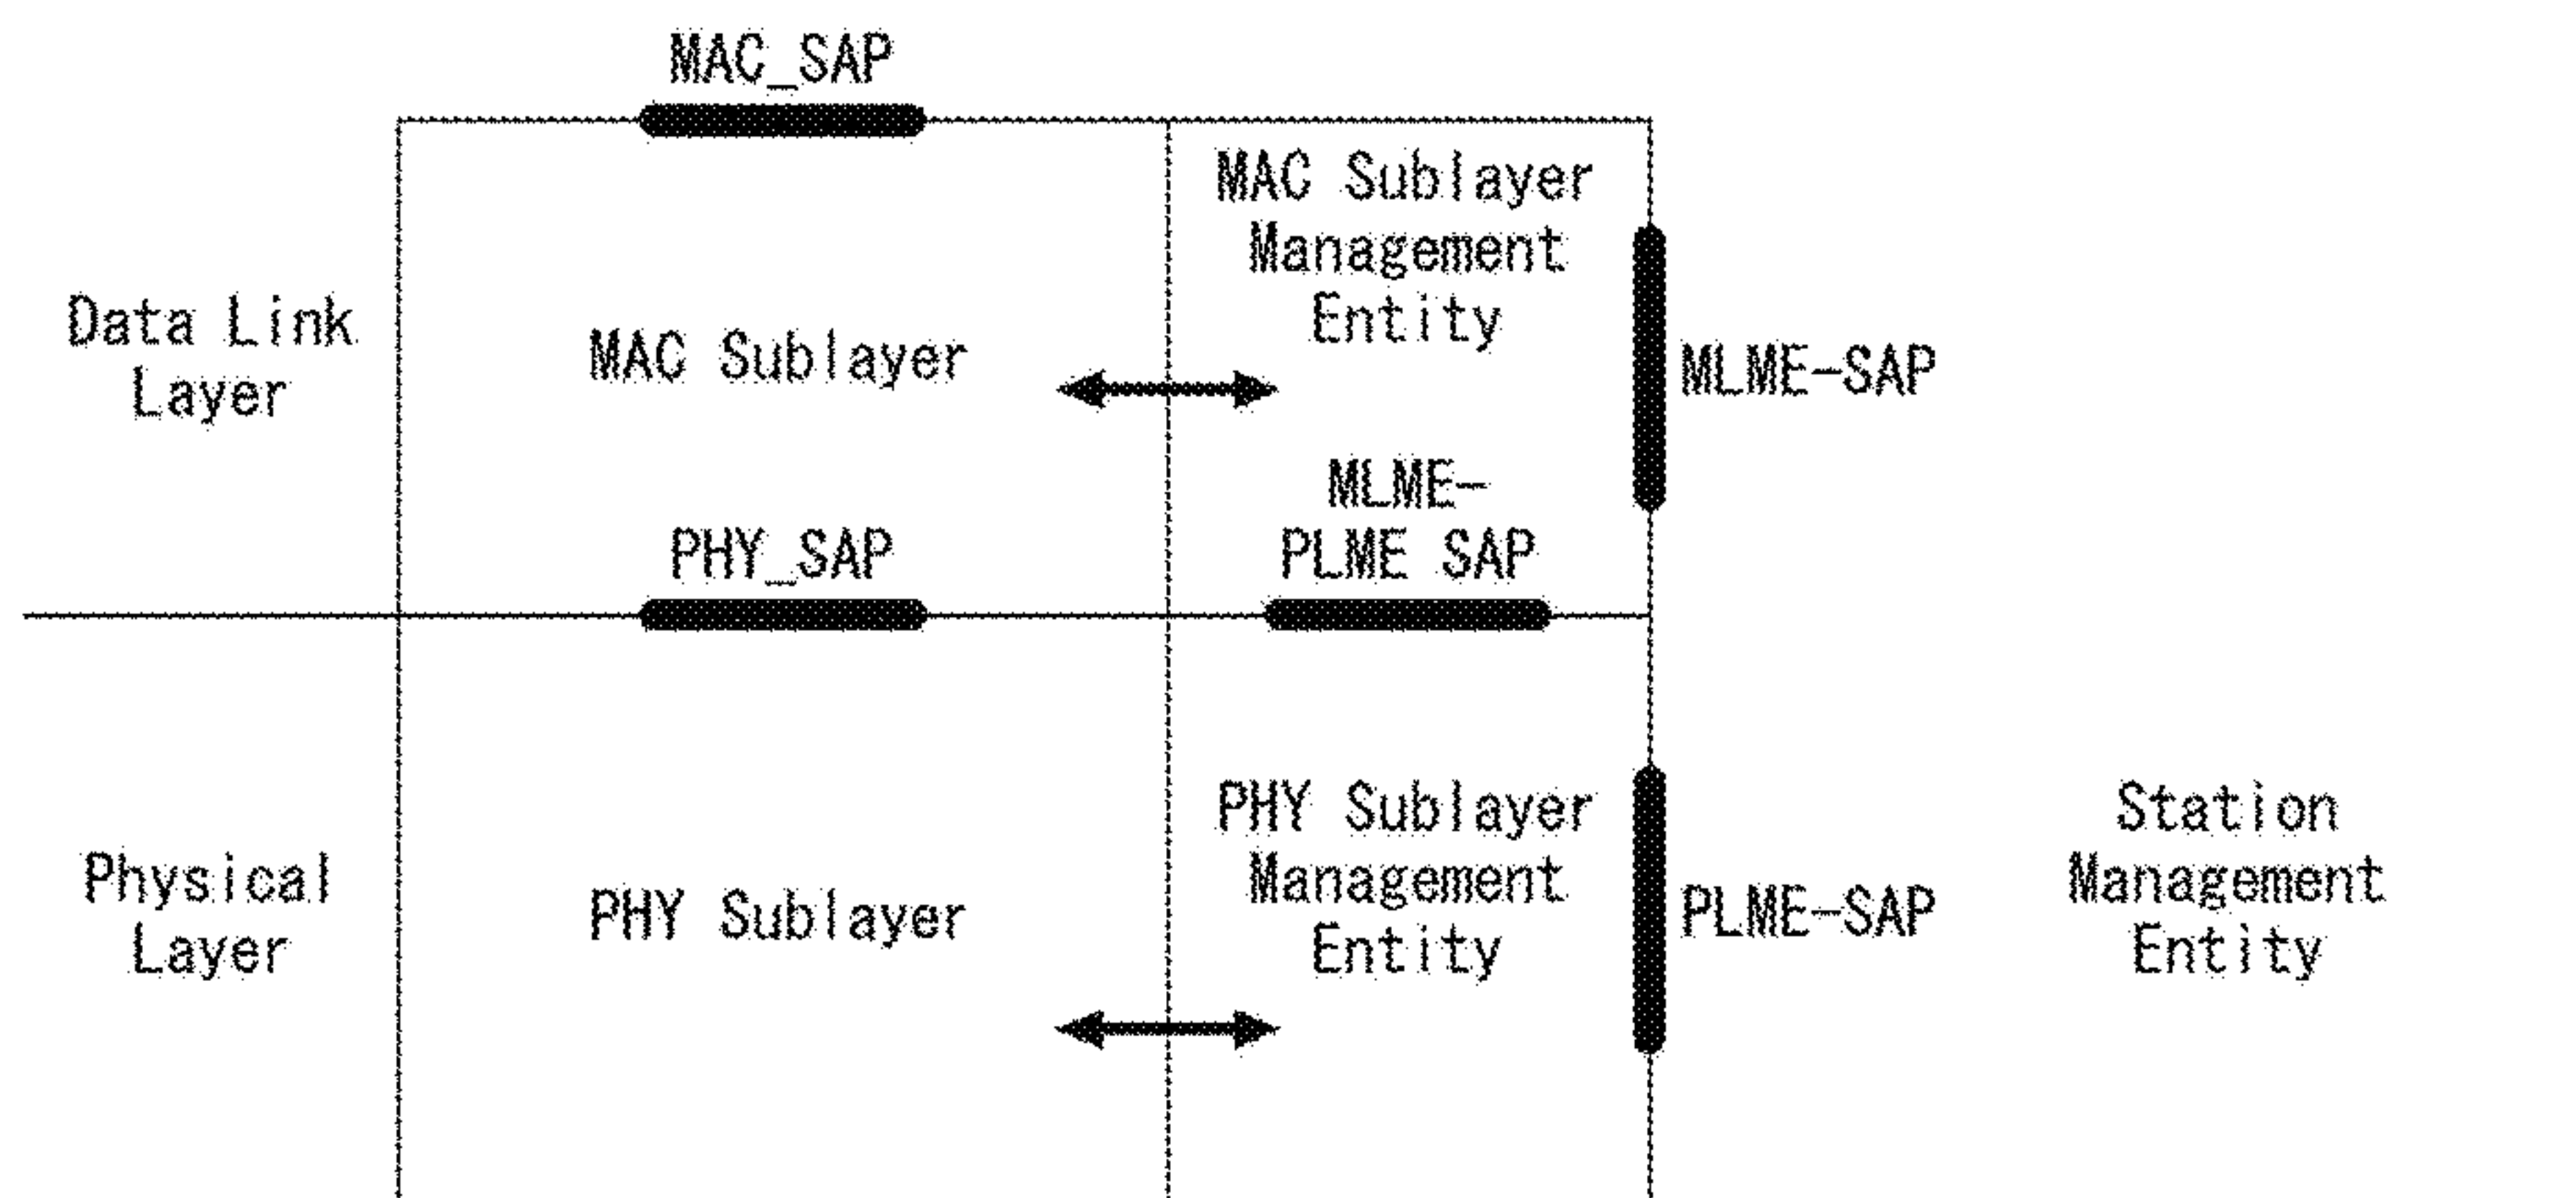 MAC_SAP
MAC Sublayer
Management
Entity
Data Link
Layer
MAC Sublayer
MLME-SAP
MLME-
PLME SAP
PHY_SAP
PHY Sublayer
Management
Entity
Physical
Layer
PHY Sublayer
PLME-SAP
Station
Management
Entity